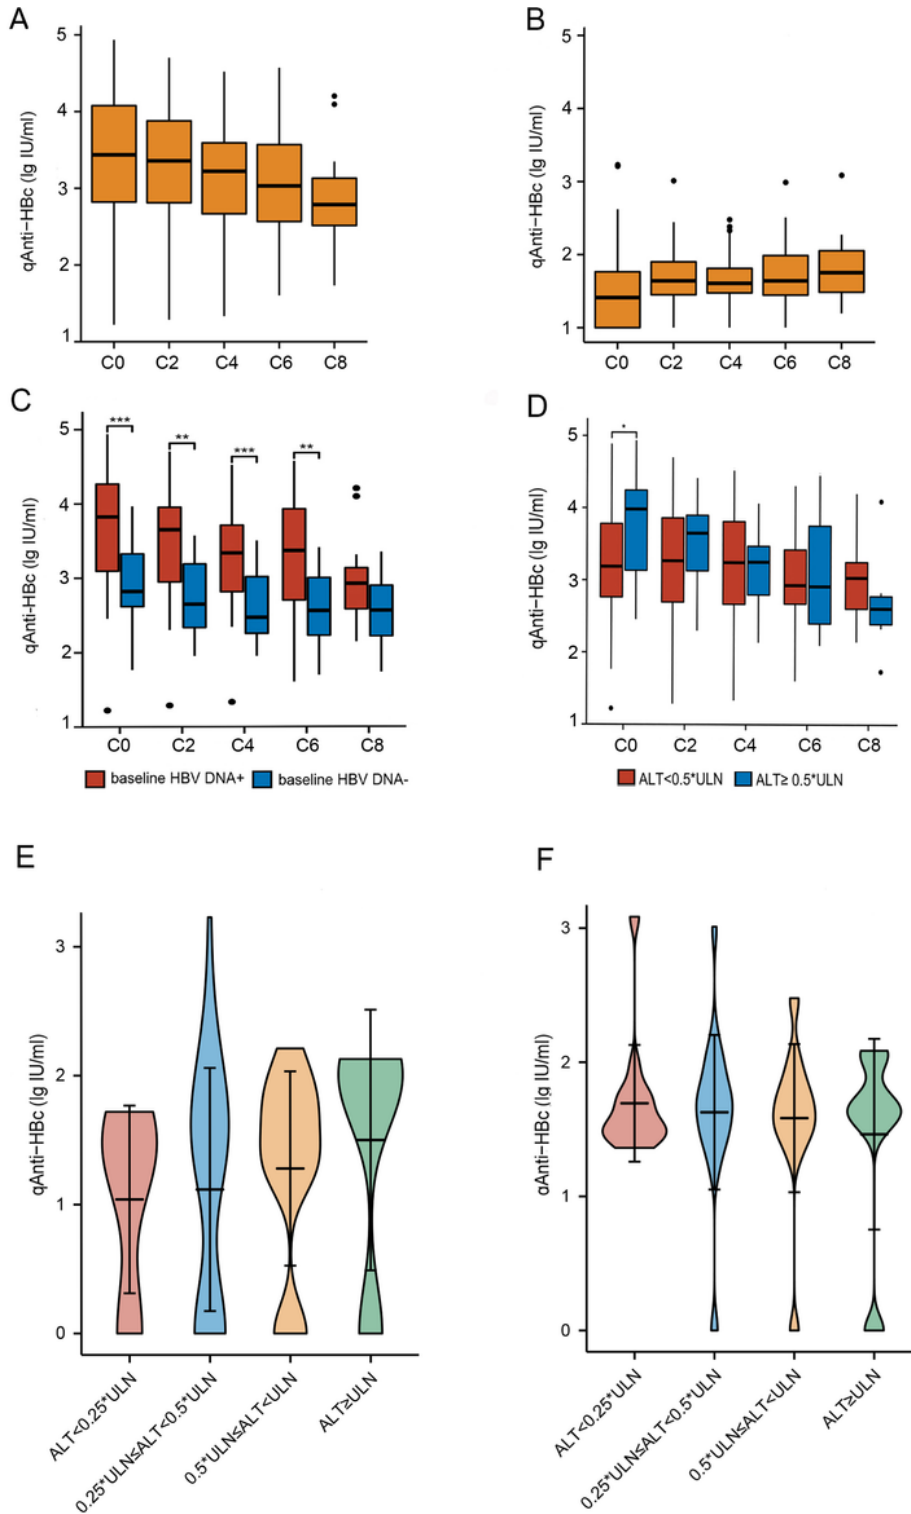 A
B
qAnti−HBc (lg IU/ml)
5
4
3
2
1
C0 C2 C4 C6 C8
qAnti−HBc (lg IU/ml)
5
4
3
2
1
C0 C2 C4 C6 C8
C
D
qAnti-HBc (lg IU/ml)
5
4
3
2
1
*** ** *** **
C0 C2 C4 C6 C8
baseline HBV DNA+ baseline HBV DNA-
qAnti−HBc (lg IU/ml)
5
4
3
2
1
*
C0 C2 C4 C6 C8
ALT<0.5*ULN ALT≥ 0.5*ULN
E
F
qAnti−HBc (lg IU/ml)
3
2
1
0
ALT<0.25*ULN
0.25*ULN≤ALT<0.5*ULN
0.5*ULN≤ALT<ULN
ALT≥ULN
qAnti−HBc (lg IU/ml)
3
2
1
0
ALT<0.25*ULN
0.25*ULN≤ALT<0.5*ULN
0.5*ULN≤ALT<ULN
ALT≥ULN